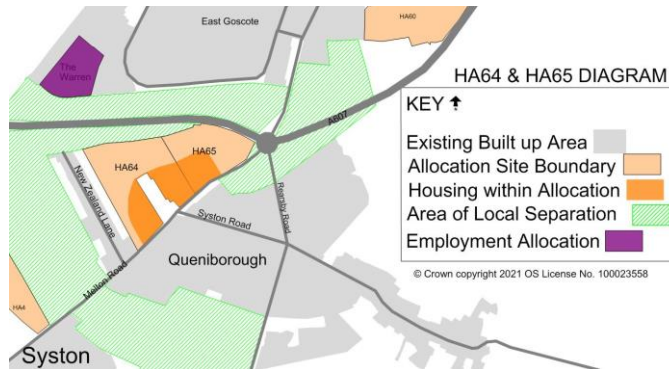 East Goscote
HA60
The
Warren
HA64 & HA65 DIAGRAM
A607
KEY
Existing Built up Area
Allocation Site Boundary
Housing within Allocation
Area of Local Separation
Employment Allocation
© Crown copyright 2021 OS License No. 100023558
HA64
HA65
New Zealand Lane
Rearsby Road
Syston Road
Melton Road
Queniborough
HA4
Syston